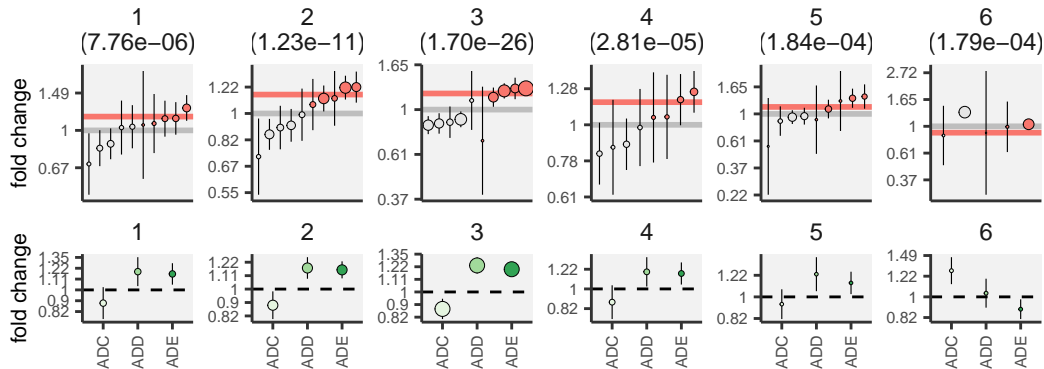 1 2 3 4 5 6
(7.76e−06) (1.23e−11) (1.70e−26) (2.81e−05) (1.84e−04) (1.79e−04)
fold change
1.49 1 0.67
1.22 1 0.82 0.67 0.55
1.65 1 0.61 0.37
1.28 1 0.78 0.61
1.65 1 0.61 0.37 0.22
2.72 1.65 1 0.61 0.37
1 2 3 4 5 6
fold change
1.35 1.22 1.11 1 0.9 0.82
1.22 1.11 1 0.9 0.82
1.35 1.22 1.11 1 0.9 0.82
1.22 1 0.82
1.22 1 0.82
1.49 1.22 1 0.82
ADC ADD ADE ADC ADD ADE ADC ADD ADE ADC ADD ADE ADC ADD ADE ADC ADD ADE